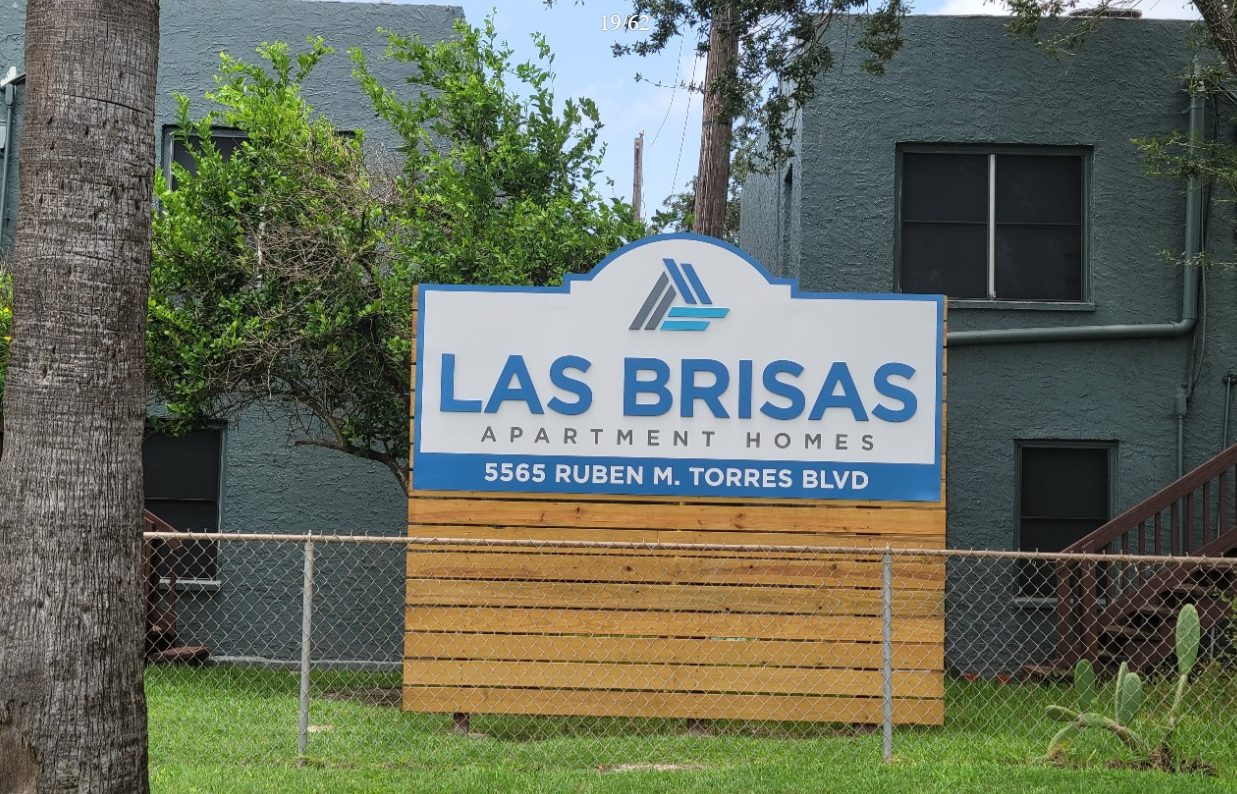 19/62
LAS BRISAS
APARTMENT HOMES
5565 RUBEN M. TORRES BLVD